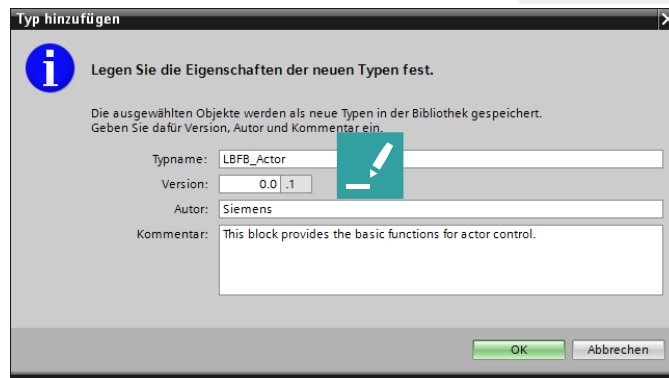 Typ hinzufügen
Legen Sie die Eigenschaften der neuen Typen fest.
Die ausgewählten Objekte werden als neue Typen in der Bibliothek gespeichert.
Geben Sie dafür Version, Autor und Kommentar ein.
Typname: LBFB_Actor
Version: 0.0 .1
Autor: Siemens
Kommentar: This block provides the basic functions for actor control.
OK Abbrechen